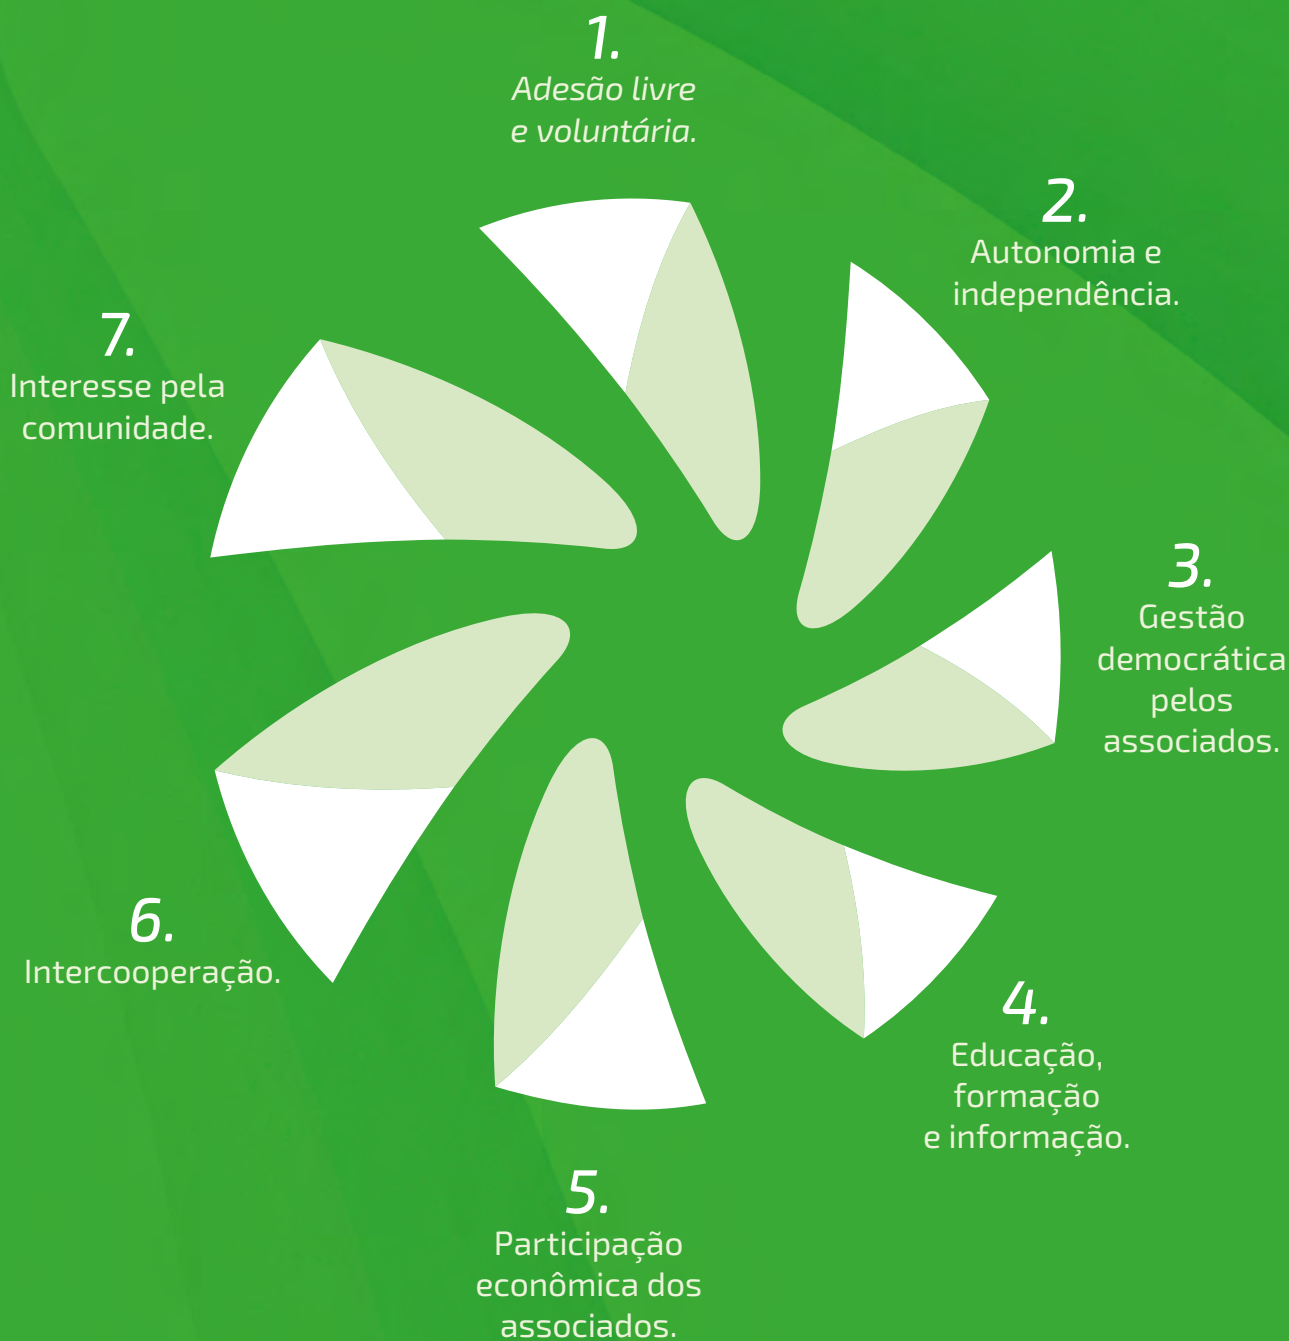 1.
Adesão livre
e voluntária.
2.
Autonomia e
independência.
3.
Gestão
democrática
pelos
associados.
4.
Educação,
formação
e informação.
5.
Participação
econômica dos
associados.
6.
Intercooperação.
7.
Interesse pela
comunidade.